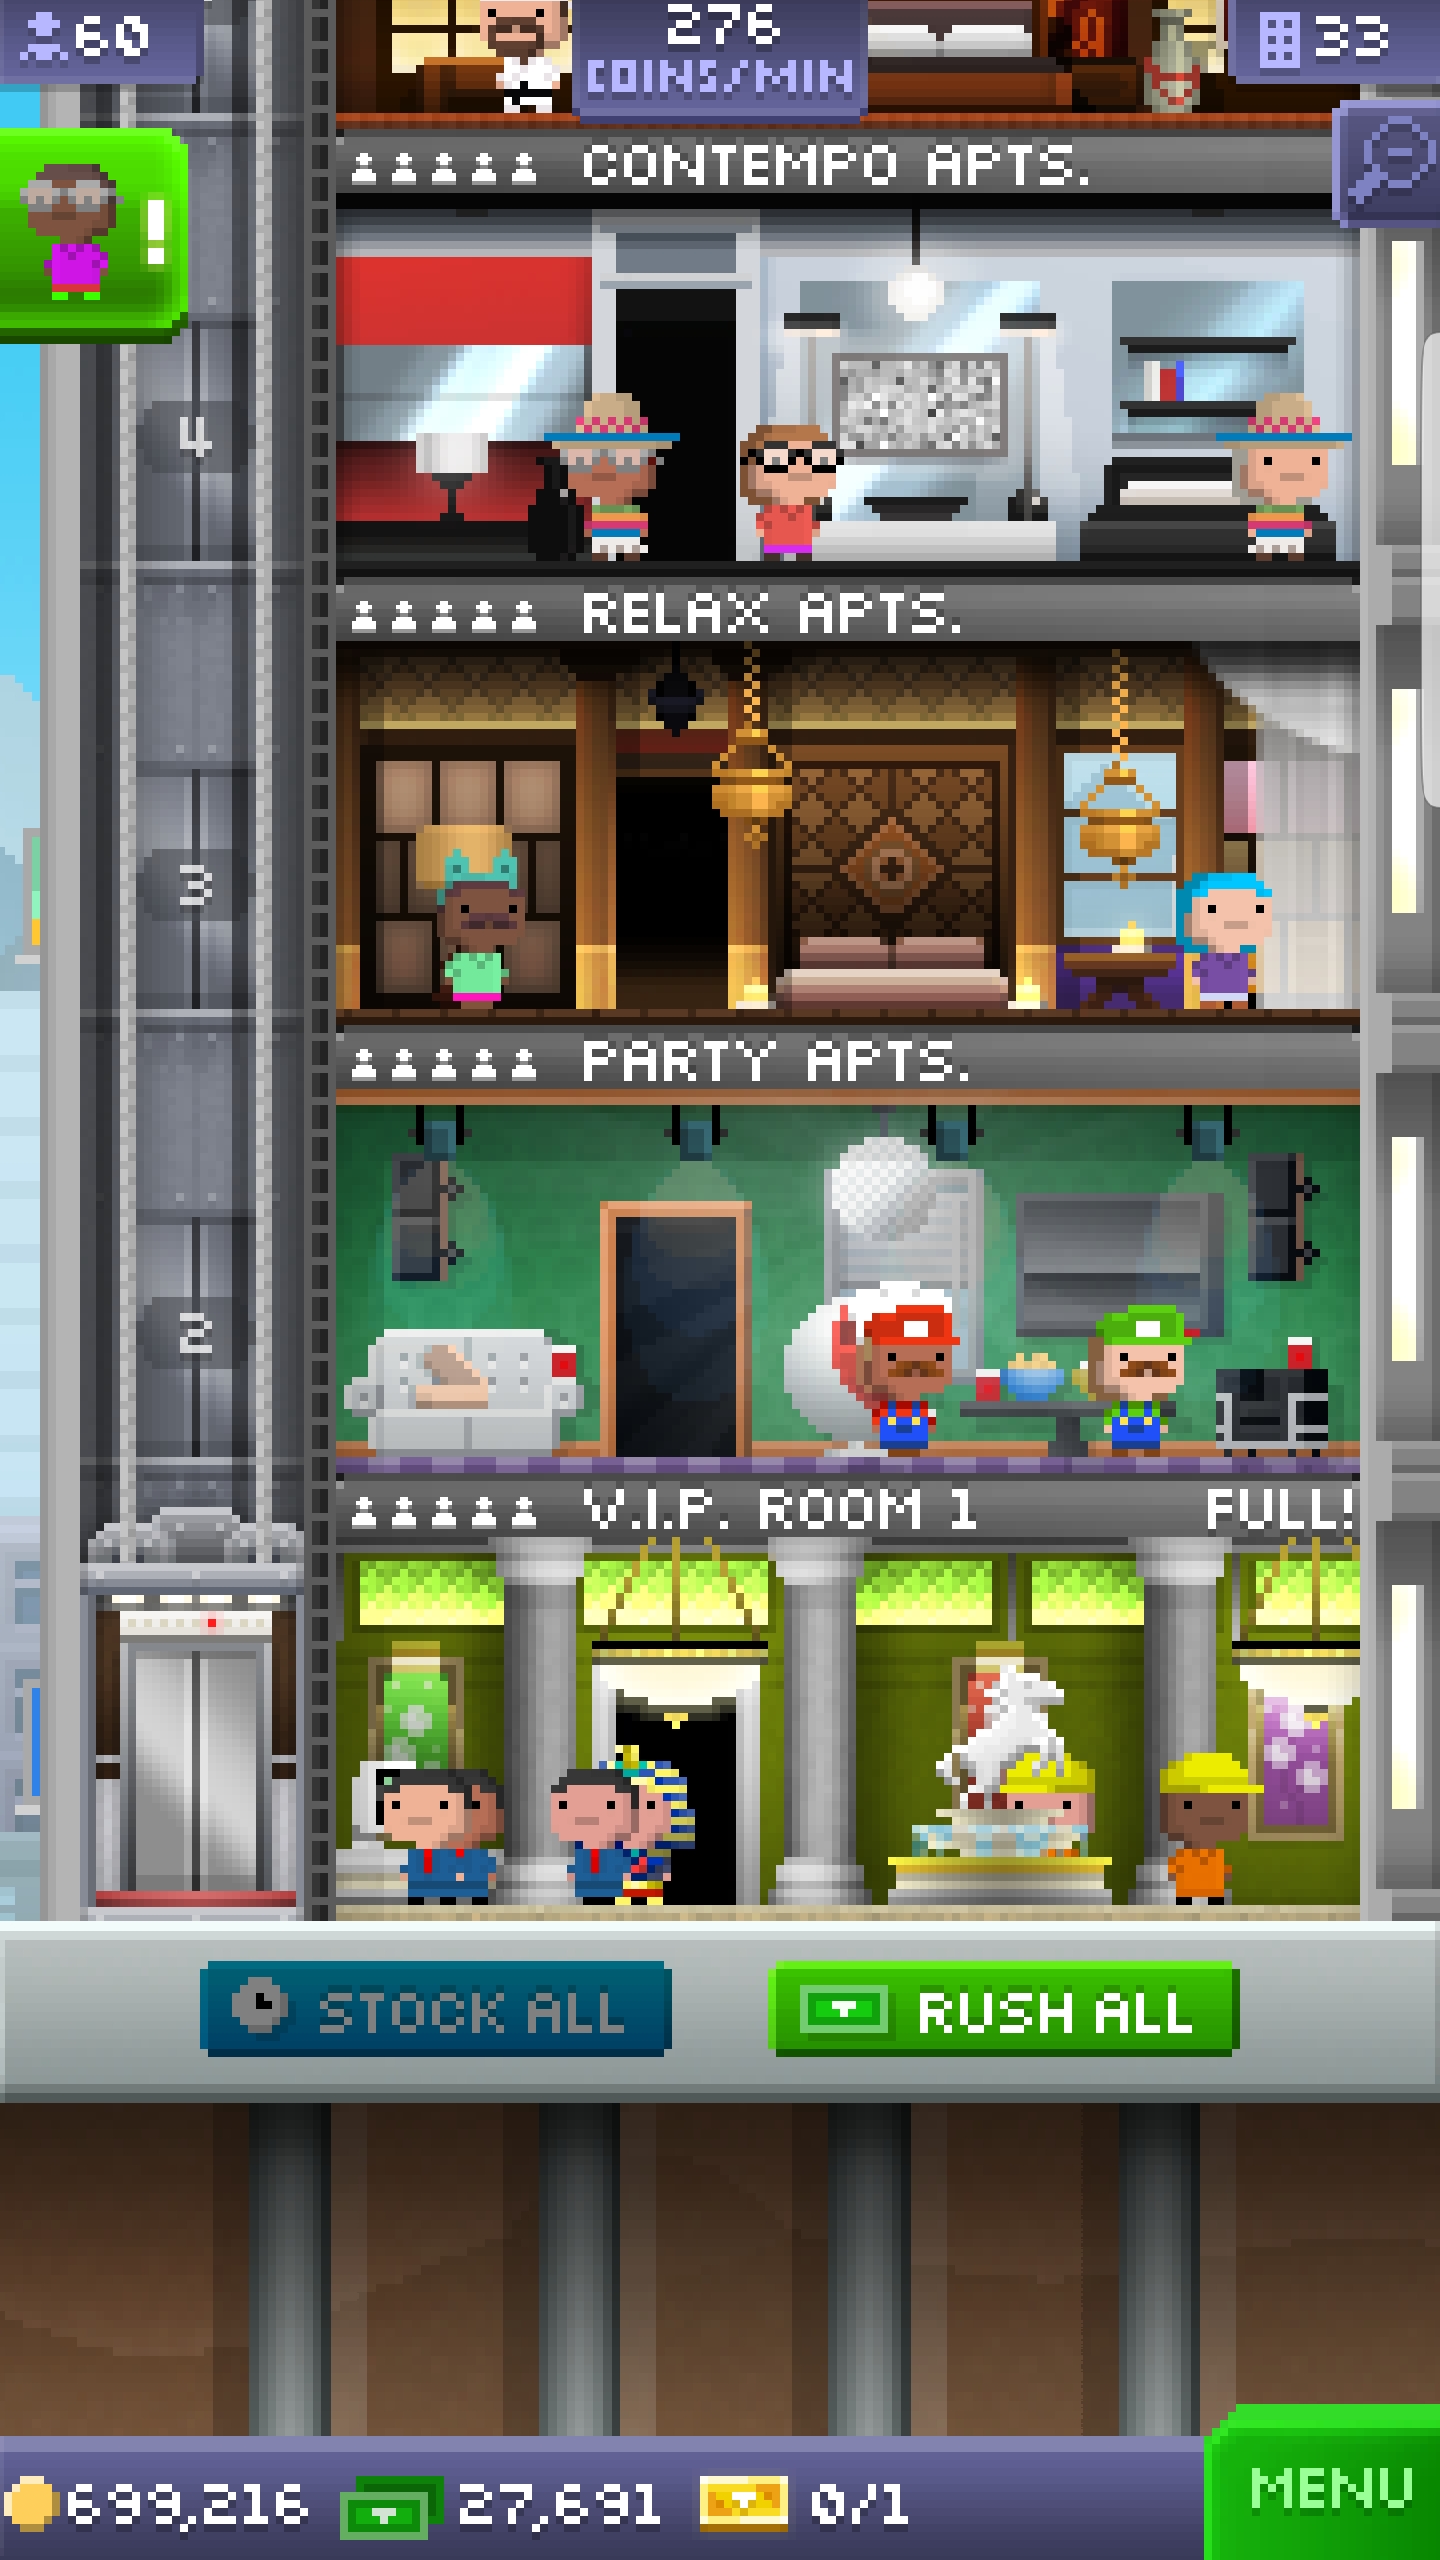 60
276
COINS/MIN
33
!
CONTEMPO APTS.
4
RELAX APTS.
3
PARTY APTS.
2
V.I.P. ROOM 1 FULL!
STOCK ALL
RUSH ALL
699,216 27,691 0/1
MENU